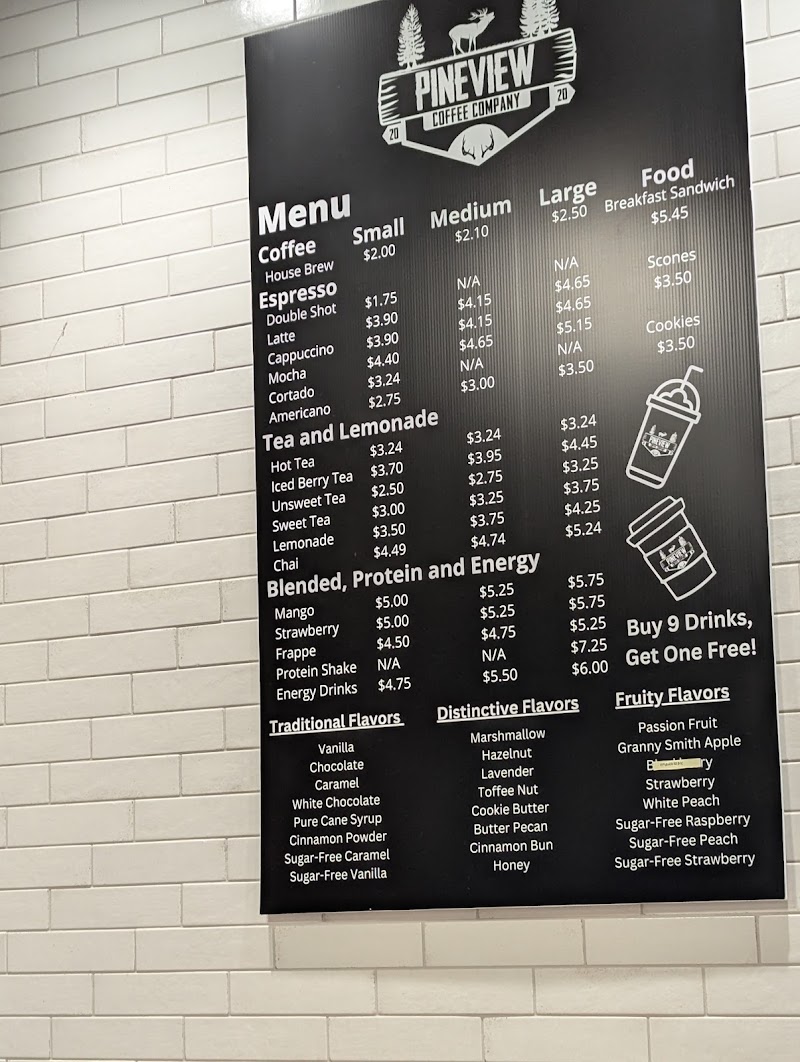 PINEVIEW
COFFEE COMPANY
20 20
Menu Small Medium Large Food
Coffee
House Brew $2.00 $2.10 $2.50 Breakfast Sandwich
$5.45
Espresso
Double Shot $1.75 N/A N/A Scones
Latte $3.90 $4.15 $4.65 $3.50
Cappuccino $3.90 $4.15 $4.65
Mocha $4.40 $4.65 $5.15 Cookies
Cortado $3.24 N/A N/A $3.50
Americano $2.75 $3.00 $3.50
Tea and Lemonade
Hot Tea $3.24 $3.24 $3.24
Iced Berry Tea $3.70 $3.95 $4.45
Unsweet Tea $2.50 $2.75 $3.25
Sweet Tea $3.00 $3.25 $3.75
Lemonade $3.50 $3.75 $4.25
Chai $4.49 $4.74 $5.24
Blended, Protein and Energy
Mango $5.00 $5.25 $5.75
Strawberry $5.00 $5.25 $5.75
Frappe $4.50 $4.75 $5.25
Protein Shake N/A N/A $7.25
Energy Drinks $4.75 $5.50 $6.00
PINEVIEW
PINEVIEW
Buy 9 Drinks,
Get One Free!
Traditional Flavors
Vanilla
Chocolate
Caramel
White Chocolate
Pure Cane Syrup
Cinnamon Powder
Sugar-Free Caramel
Sugar-Free Vanilla
Distinctive Flavors
Marshmallow
Hazelnut
Lavender
Toffee Nut
Cookie Butter
Butter Pecan
Cinnamon Bun
Honey
Fruity Flavors
Passion Fruit
Granny Smith Apple
Strawberry
White Peach
Sugar-Free Raspberry
Sugar-Free Peach
Sugar-Free Strawberry